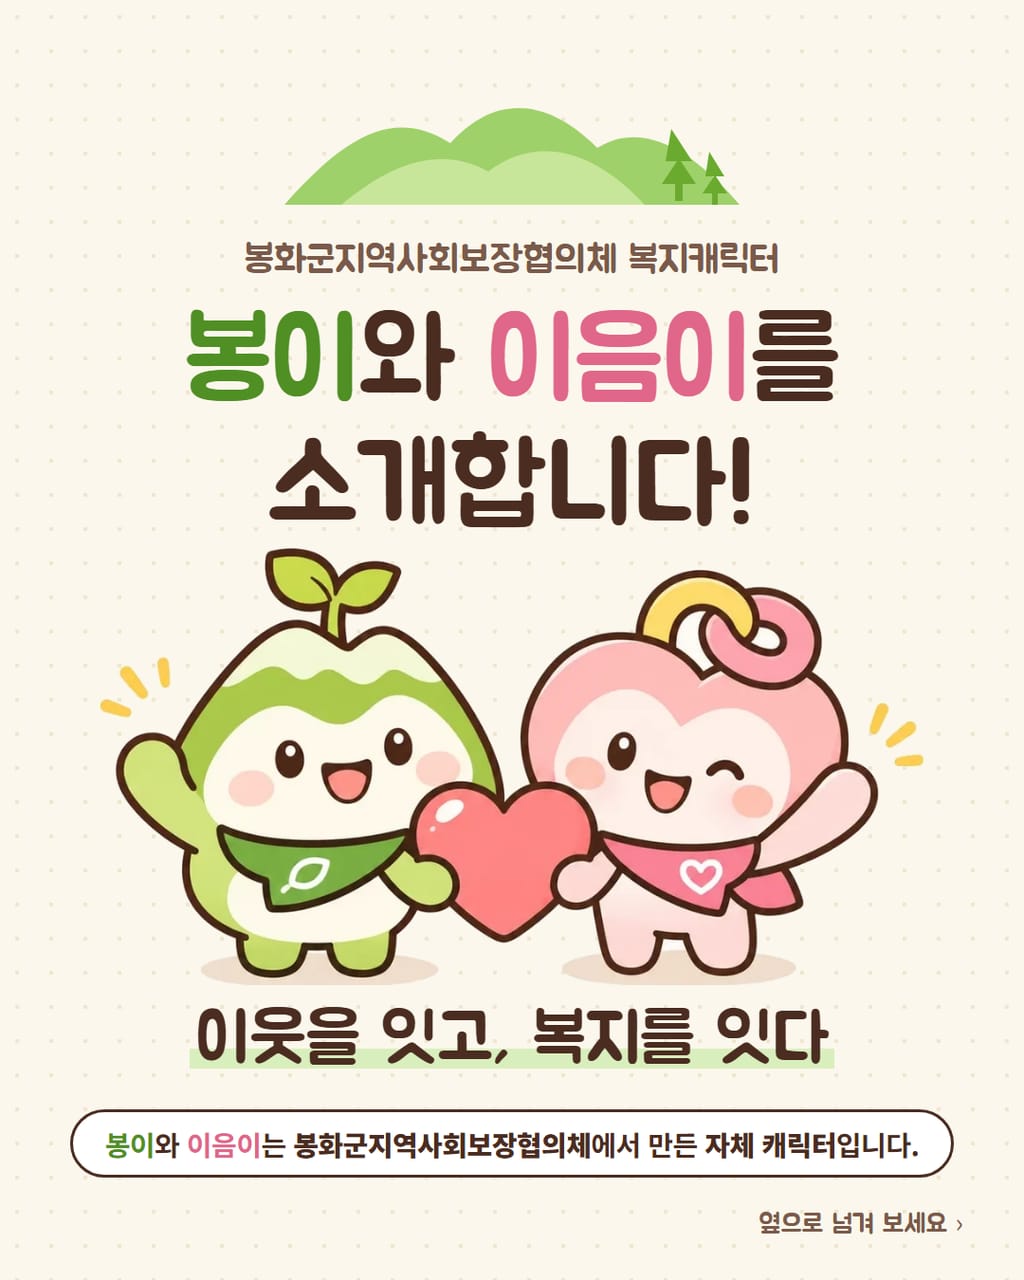 봉화군지역사회보장협의체 복지캐릭터
봉이와 이음이를
소개합니다!
이웃을 잇고, 복지를 잇다
봉이와 이음이는 봉화군지역사회보장협의체에서 만든 자체 캐릭터입니다.
옆으로 넘겨 보세요 ›